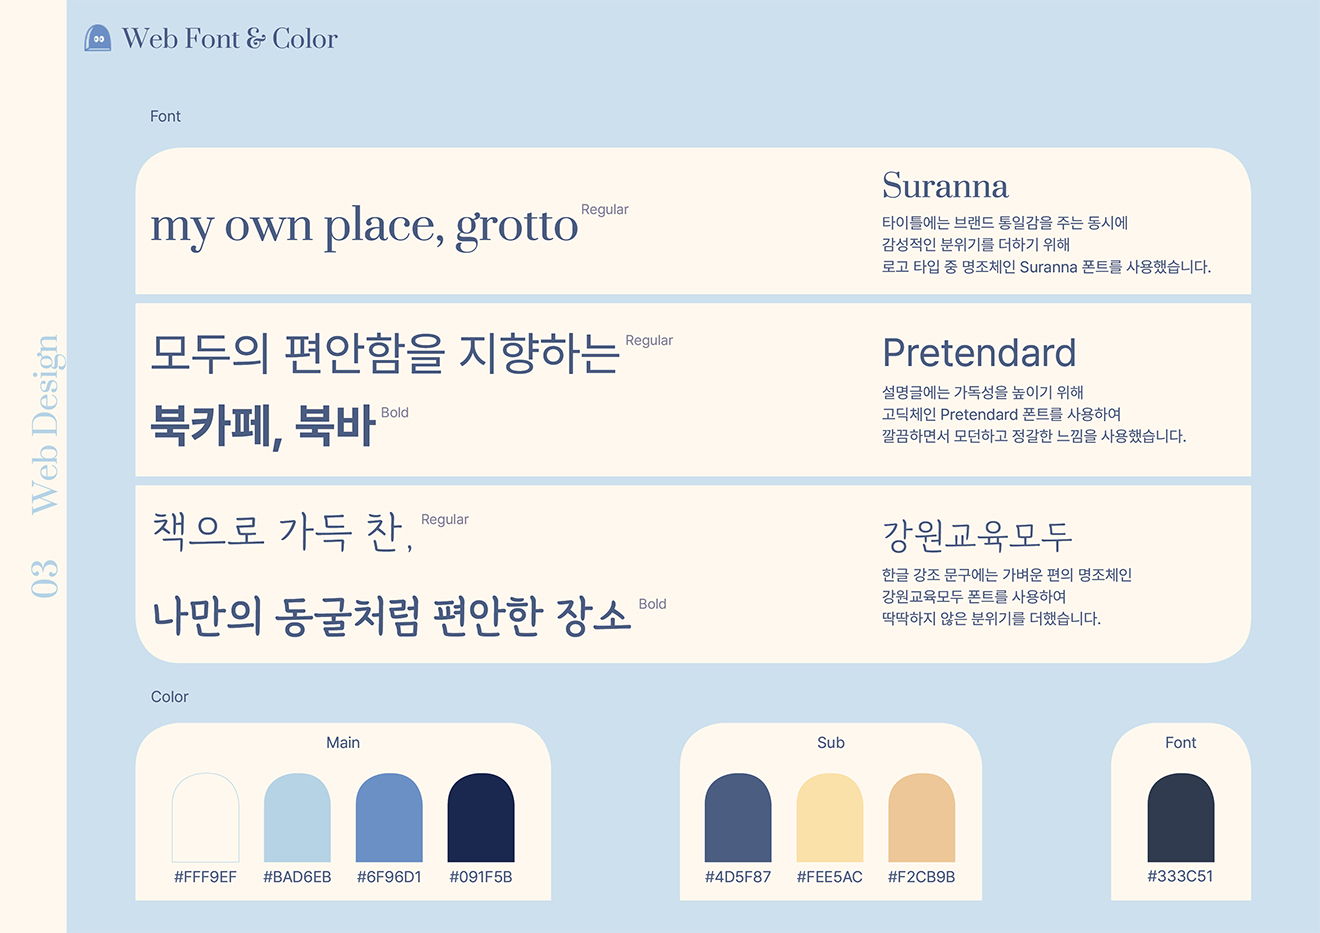 Web Font & Color
03 Web Design
Font
my own place, grotto Regular
Suranna
타이틀에는 브랜드 통일감을 주는 동시에
감성적인 분위기를 더하기 위해
로고 타입 중 명조체인 Suranna 폰트를 사용했습니다.
모두의 편안함을 지향하는 Regular
북카페, 북바 Bold
Pretendard
설명글에는 가독성을 높이기 위해
고딕체인 Pretendard 폰트를 사용하여
깔끔하면서 모던하고 정갈한 느낌을 사용했습니다.
책으로 가득 찬, Regular
나만의 동굴처럼 편안한 장소 Bold
강원교육모두
한글 강조 문구에는 가벼운 편의 명조체인
강원교육모두 폰트를 사용하여
딱딱하지 않은 분위기를 더했습니다.
Color
Main
#FFF9EF #BAD6EB #6F96D1 #091F5B
Sub
#4D5F87 #FEE5AC #F2CB9B
Font
#333C51